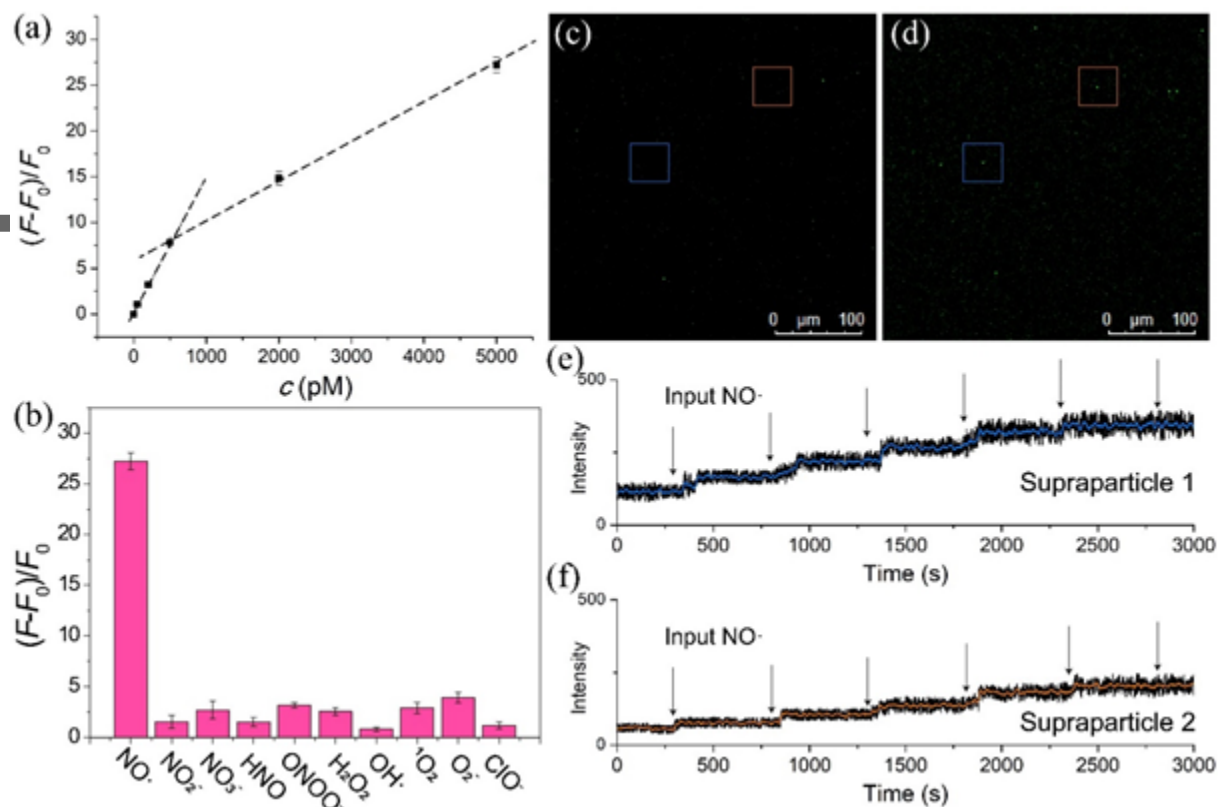 (a)
30
25
20
15
10
5
0
(F-F₀)/F₀
0 1000 2000 3000 4000 5000
c (pM)
(b)
30
25
20
15
10
5
0
(F-F₀)/F₀
NO· NO₂⁻ NO₃⁻ HNO ONOO⁻ H₂O₂ OH· ¹O₂ O₂·⁻ ClO⁻
(c)
0 µm 100
(d)
0 µm 100
(e)
500
Input NO·
Intensity
Supraparticle 1
0
0 500 1000 1500 2000 2500 3000
Time (s)
(f)
500
Input NO·
Intensity
Supraparticle 2
0
0 500 1000 1500 2000 2500 3000
Time (s)